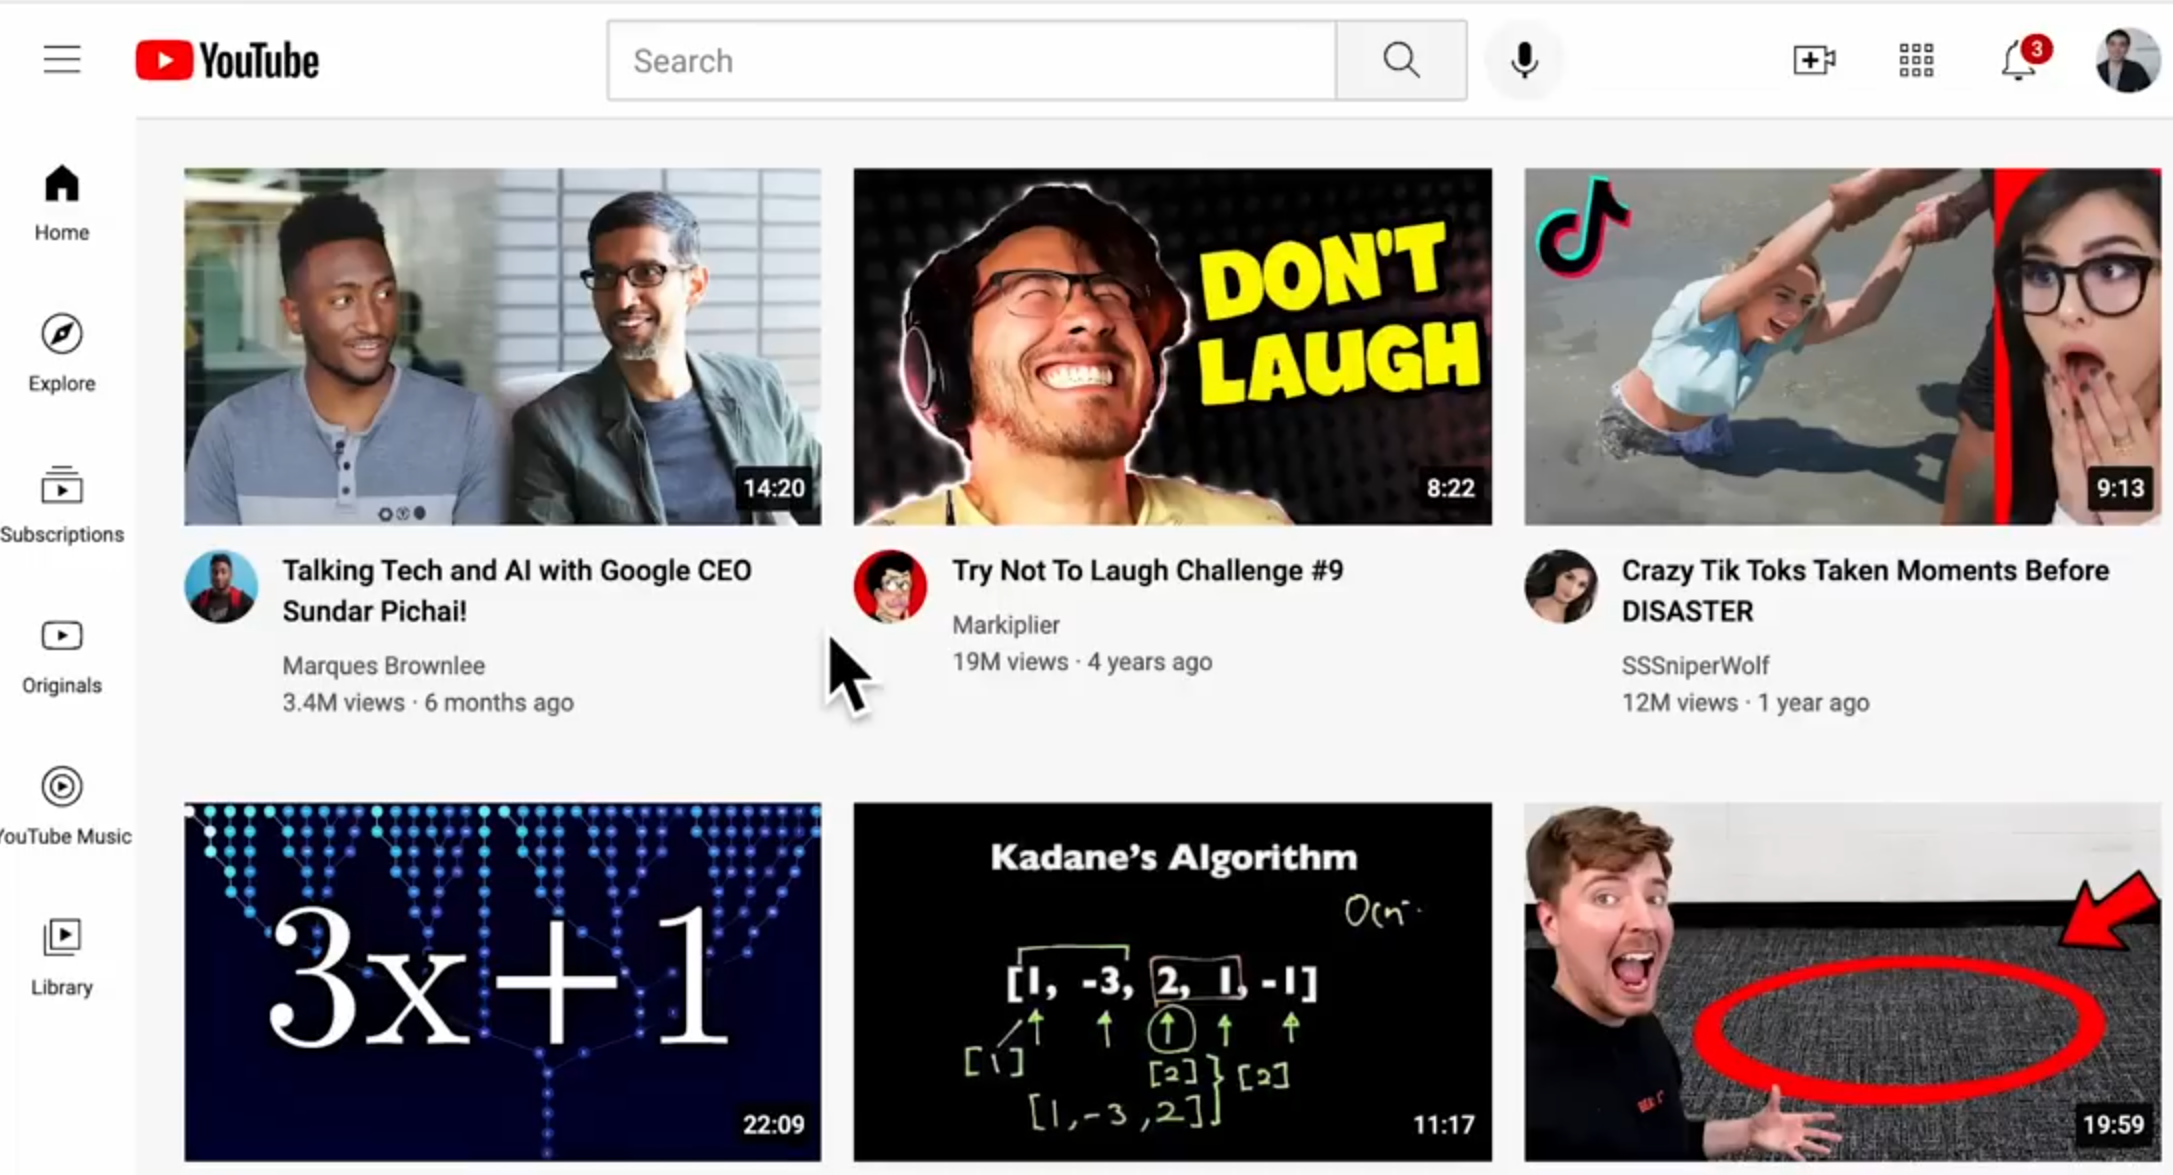 YouTube
Search
3
Home
Explore
Subscriptions
Originals
YouTube Music
Library
DON'T
LAUGH
14:20
8:22
9:13
Talking Tech and AI with Google CEO
Sundar Pichai!
Marques Brownlee
3.4M views · 6 months ago
Try Not To Laugh Challenge #9
Markiplier
19M views · 4 years ago
Crazy Tik Toks Taken Moments Before
DISASTER
SSSniperWolf
12M views · 1 year ago
3x+1
22:09
Kadane's Algorithm
[1, -3, 2, 1, -1]
[1]
[2]
[2]
[1,-3,2]
11:17
19:59